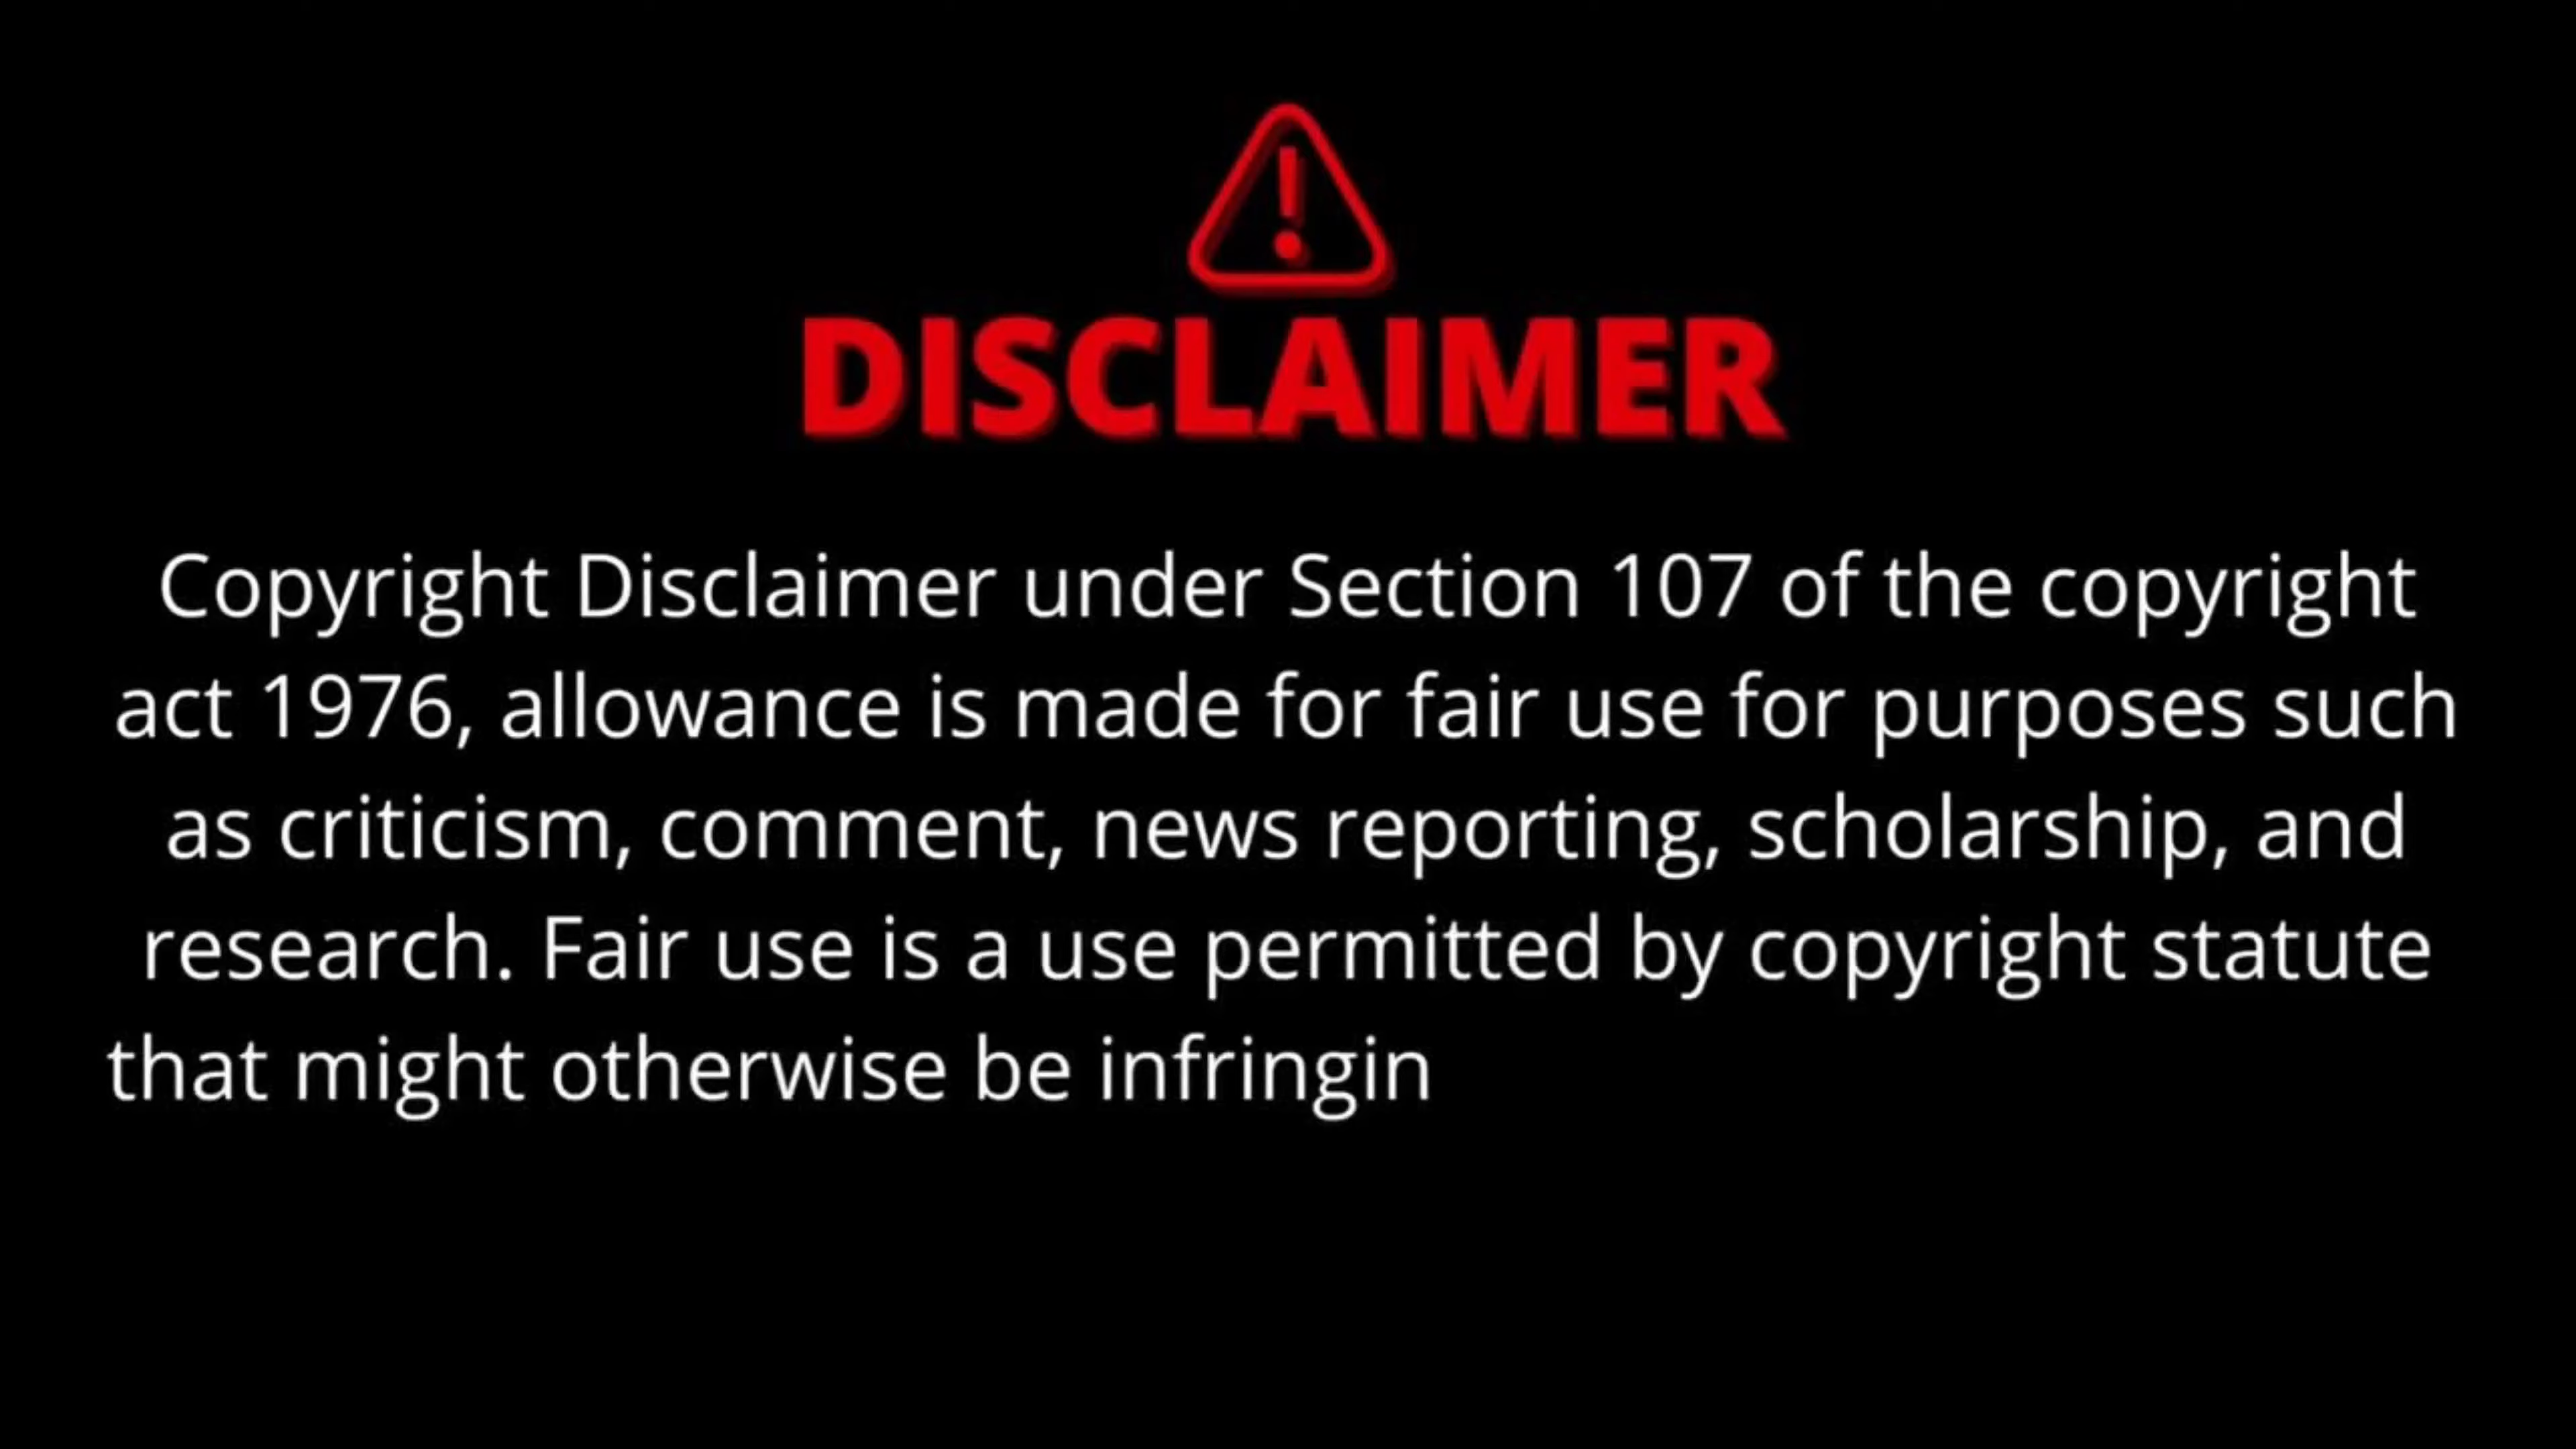 DISCLAIMER
Copyright Disclaimer under Section 107 of the copyright
act 1976, allowance is made for fair use for purposes such
as criticism, comment, news reporting, scholarship, and
research. Fair use is a use permitted by copyright statute
that might otherwise be infringin